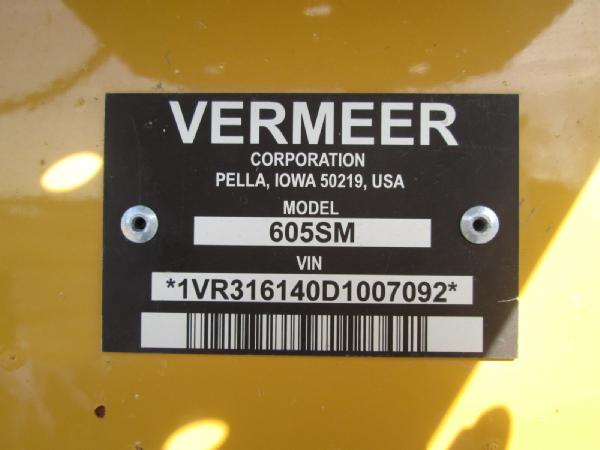 VERMEER
CORPORATION
PELLA, IOWA 50219, USA
MODEL
605SM
VIN
*1VR316140D1007092*